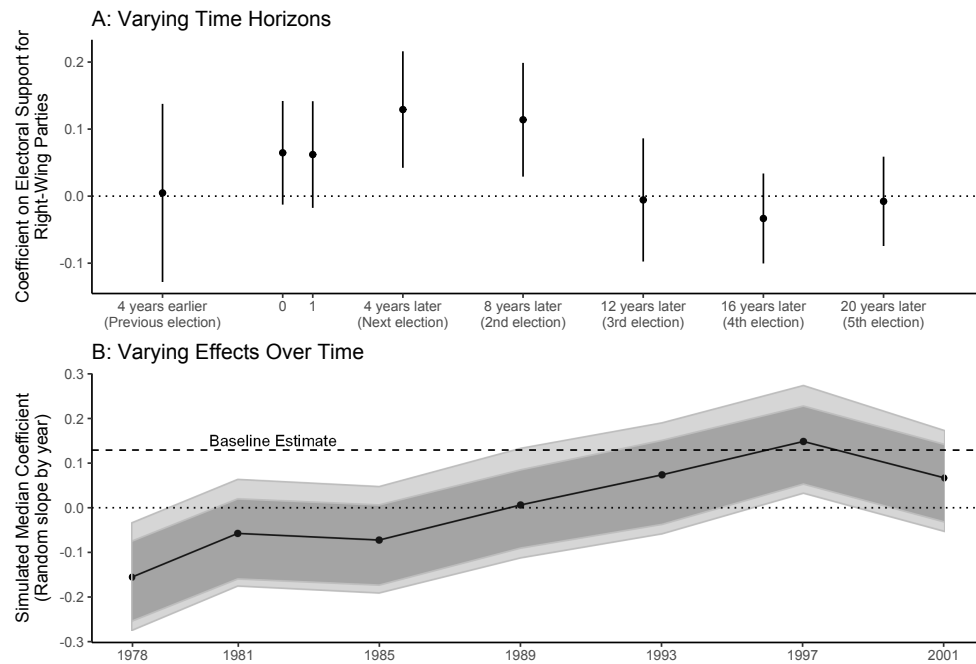 A: Varying Time Horizons
Coefficient on Electoral Support for
Right-Wing Parties
0.2
0.1
0.0
-0.1
4 years earlier
(Previous election)
0
1
4 years later
(Next election)
8 years later
(2nd election)
12 years later
(3rd election)
16 years later
(4th election)
20 years later
(5th election)
B: Varying Effects Over Time
Simulated Median Coefficient
(Random slope by year)
0.3
0.2
0.1
0.0
-0.1
-0.2
-0.3
Baseline Estimate
1978
1981
1985
1989
1993
1997
2001